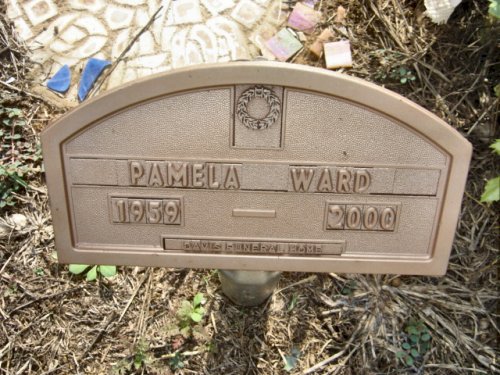 PAMELA WARD
1959 — 2000
DAVIS FUNERAL HOME